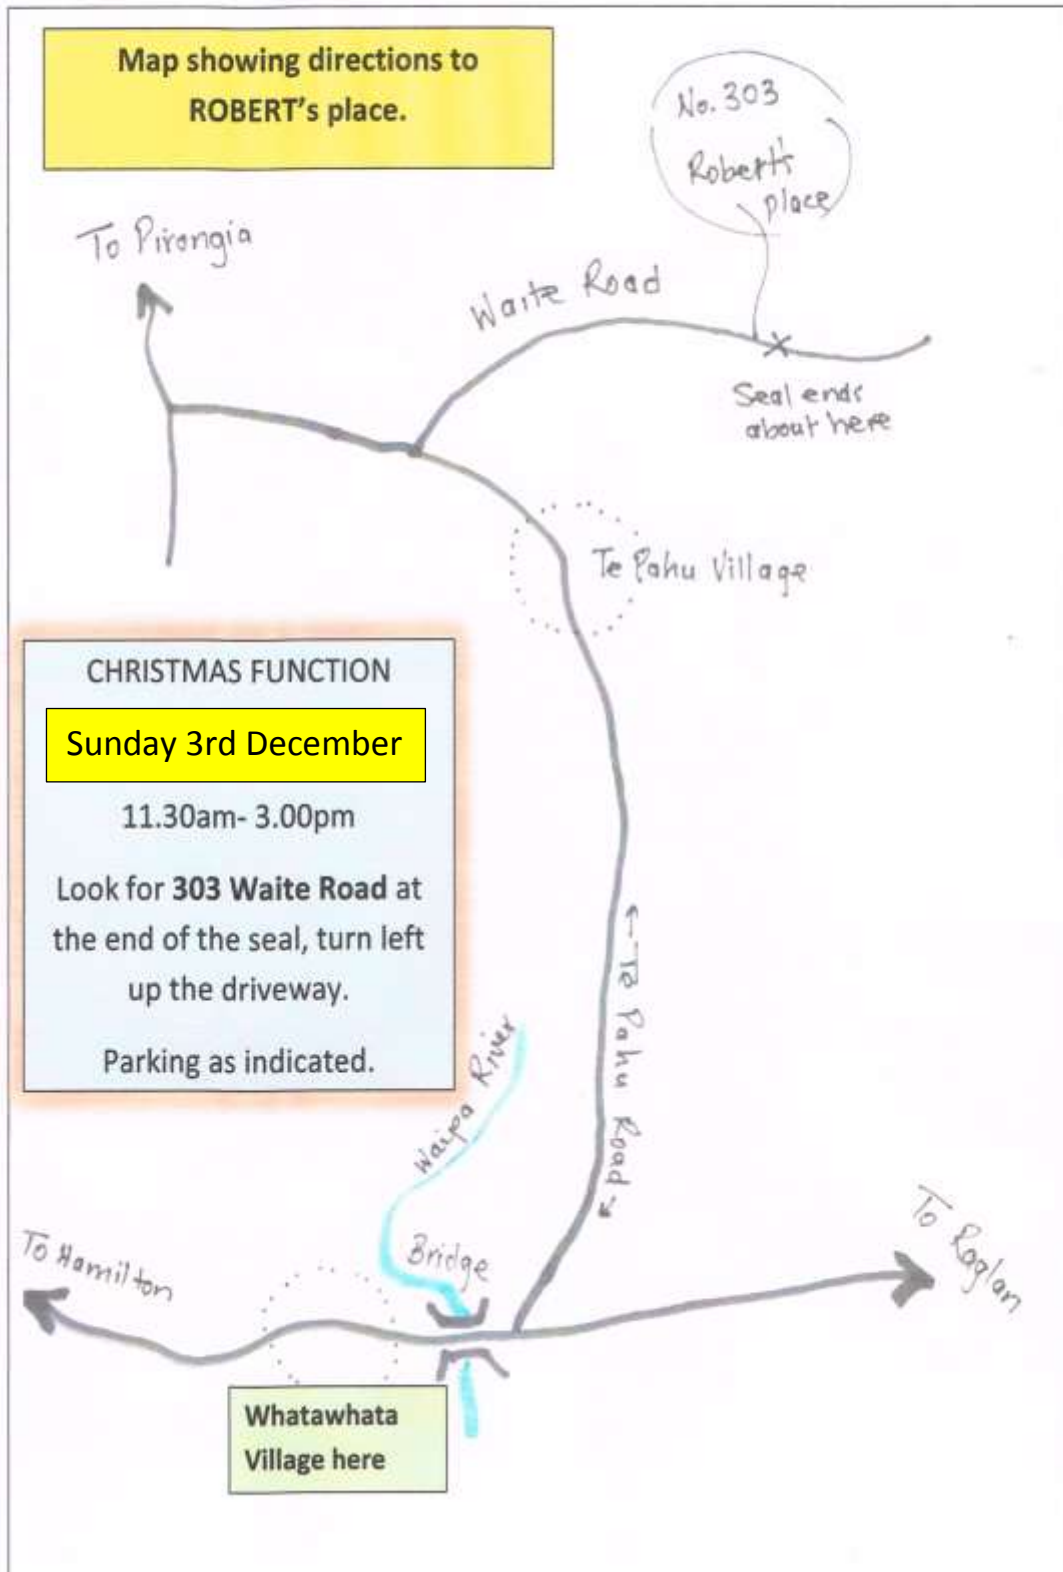 Map showing directions to
ROBERT's place.
No. 303
Robert's
place
To Pirongia
Waite Road
Seal ends
about here
Te Pahu Village
CHRISTMAS FUNCTION
Sunday 3rd December
11.30am- 3.00pm
Look for 303 Waite Road at
the end of the seal, turn left
up the driveway.
Parking as indicated.
← Te Pahu Road →
Waipa River
To Hamilton
Bridge
To Raglan
Whatawhata
Village here